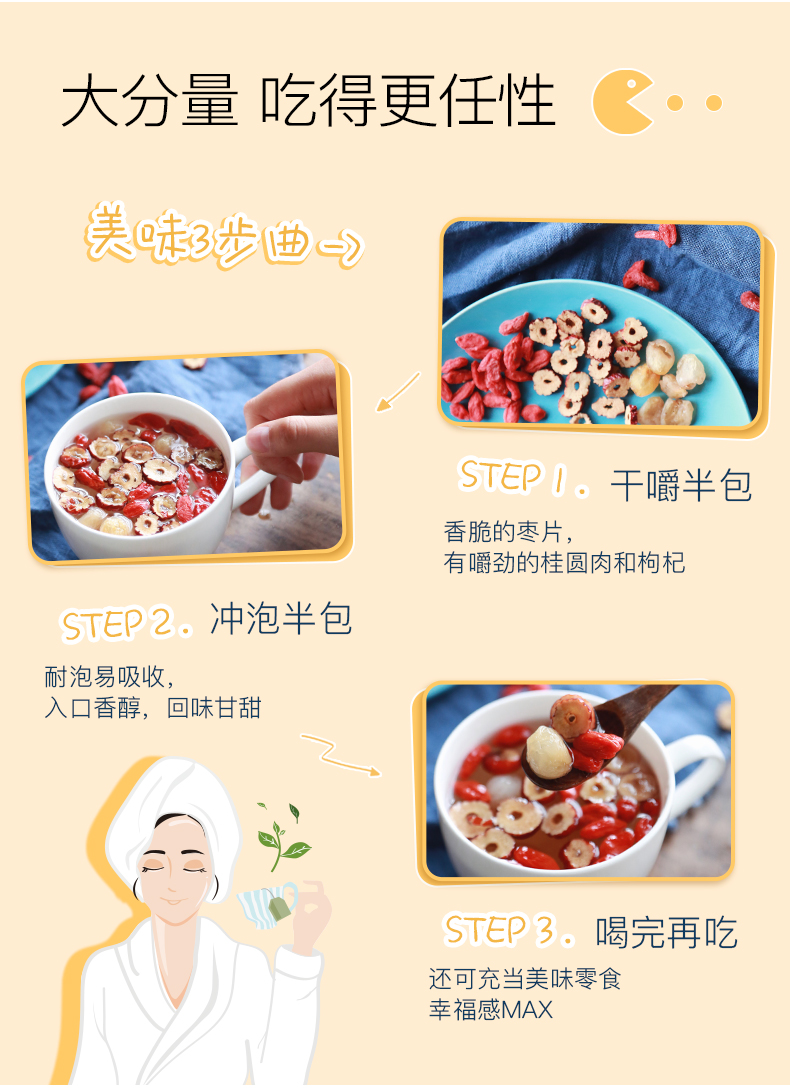 大分量 吃得更任性
美味3步曲→
STEP 1. 干嚼半包
香脆的枣片，
有嚼劲的桂圆肉和枸杞
STEP 2. 冲泡半包
耐泡易吸收，
入口香醇，回味甘甜
STEP 3. 喝完再吃
还可充当美味零食
幸福感MAX